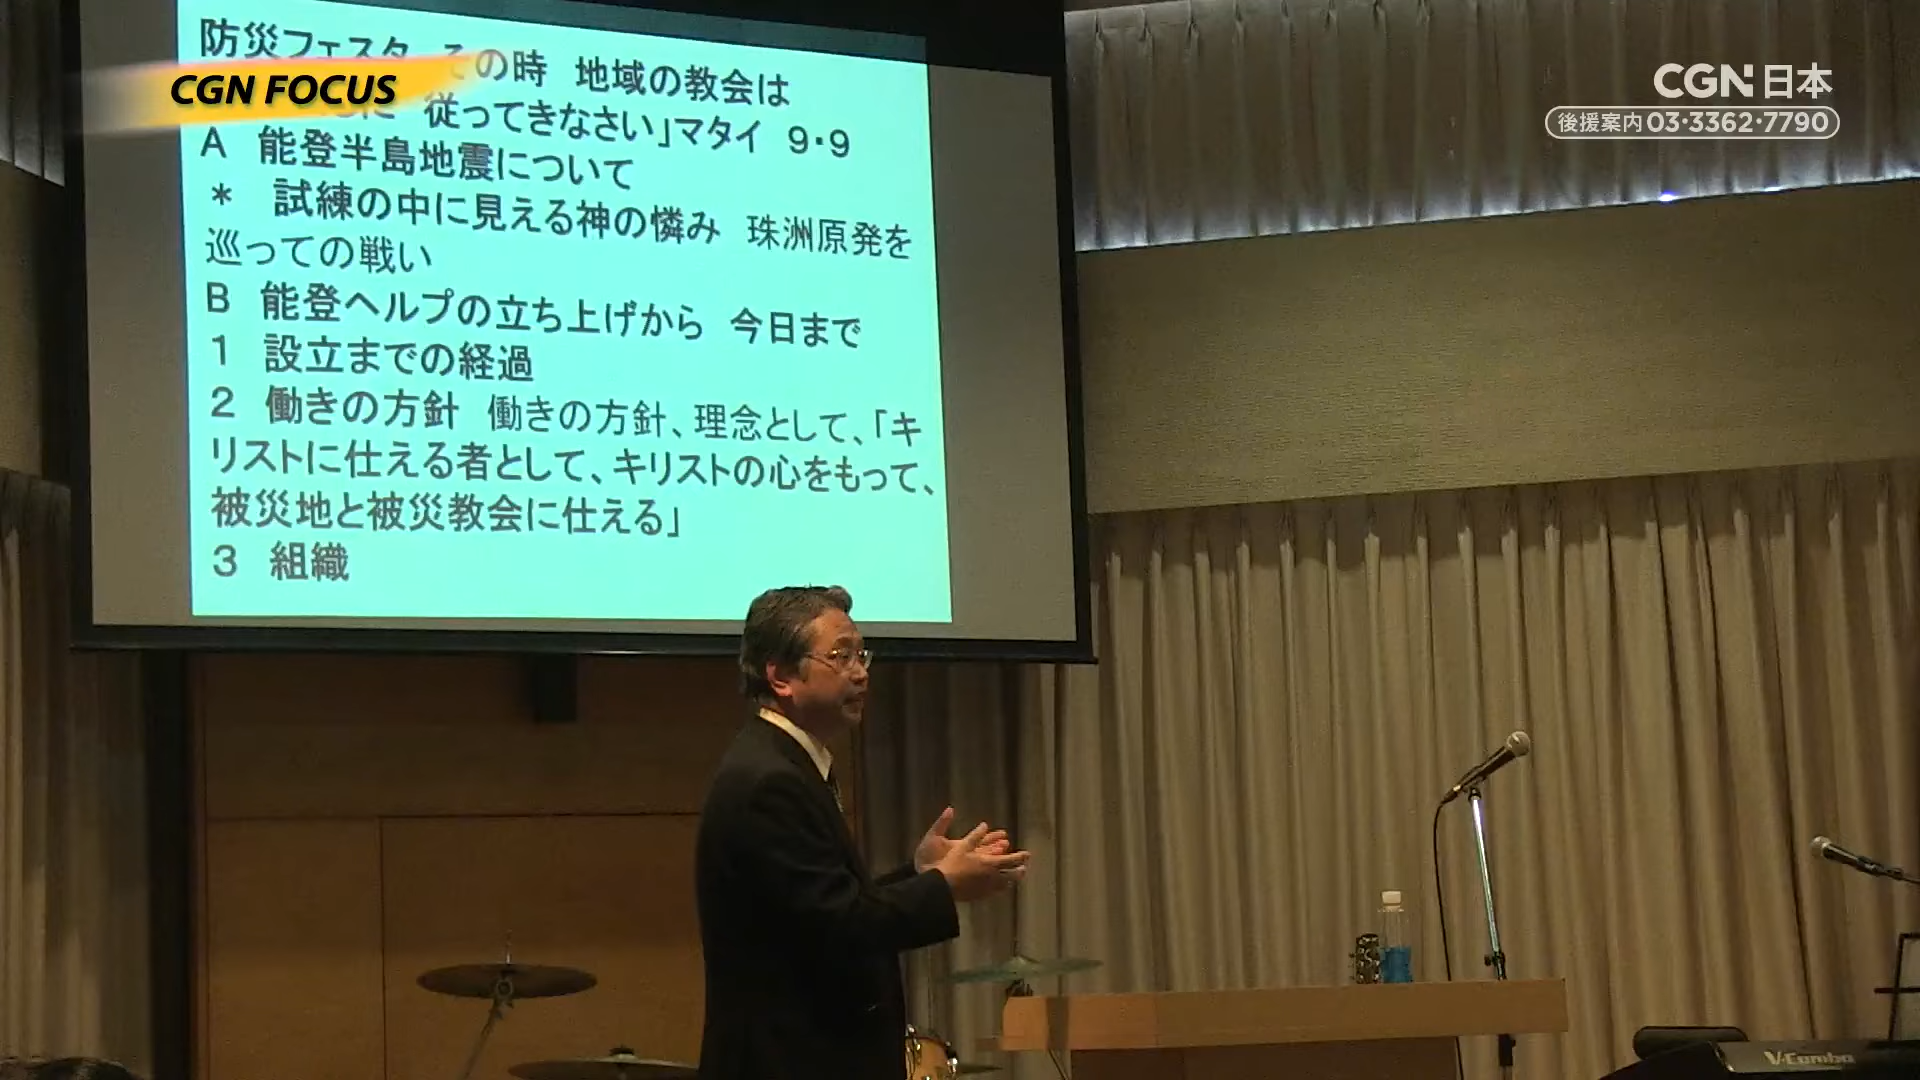 防災フェスタ その時 地域の教会は
従ってきなさい」マタイ 9・9
A 能登半島地震について
* 試練の中に見える神の憐み 珠洲原発を
巡っての戦い
B 能登ヘルプの立ち上げから 今日まで
1 設立までの経過
2 働きの方針 働きの方針、理念として、「キ
リストに仕える者として、キリストの心をもって、
被災地と被災教会に仕える」
3 組織
CGN FOCUS
CGN日本
後援案内 03·3362·7790
V-Combo